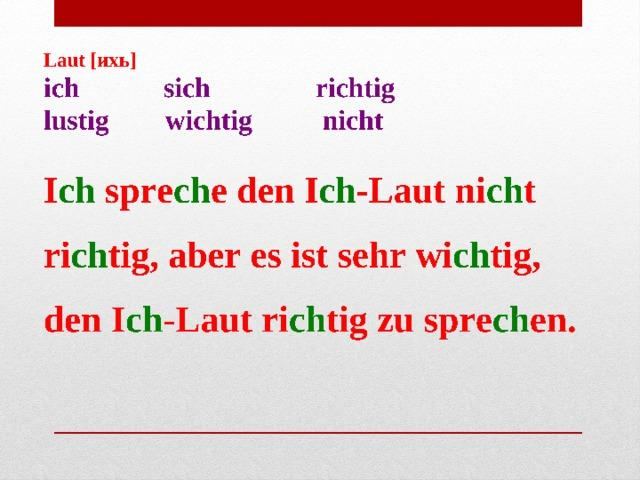 Laut [ихь]
ich sich richtig
lustig wichtig nicht
Ich spreche den Ich-Laut nicht
richtig, aber es ist sehr wichtig,
den Ich-Laut richtig zu sprechen.